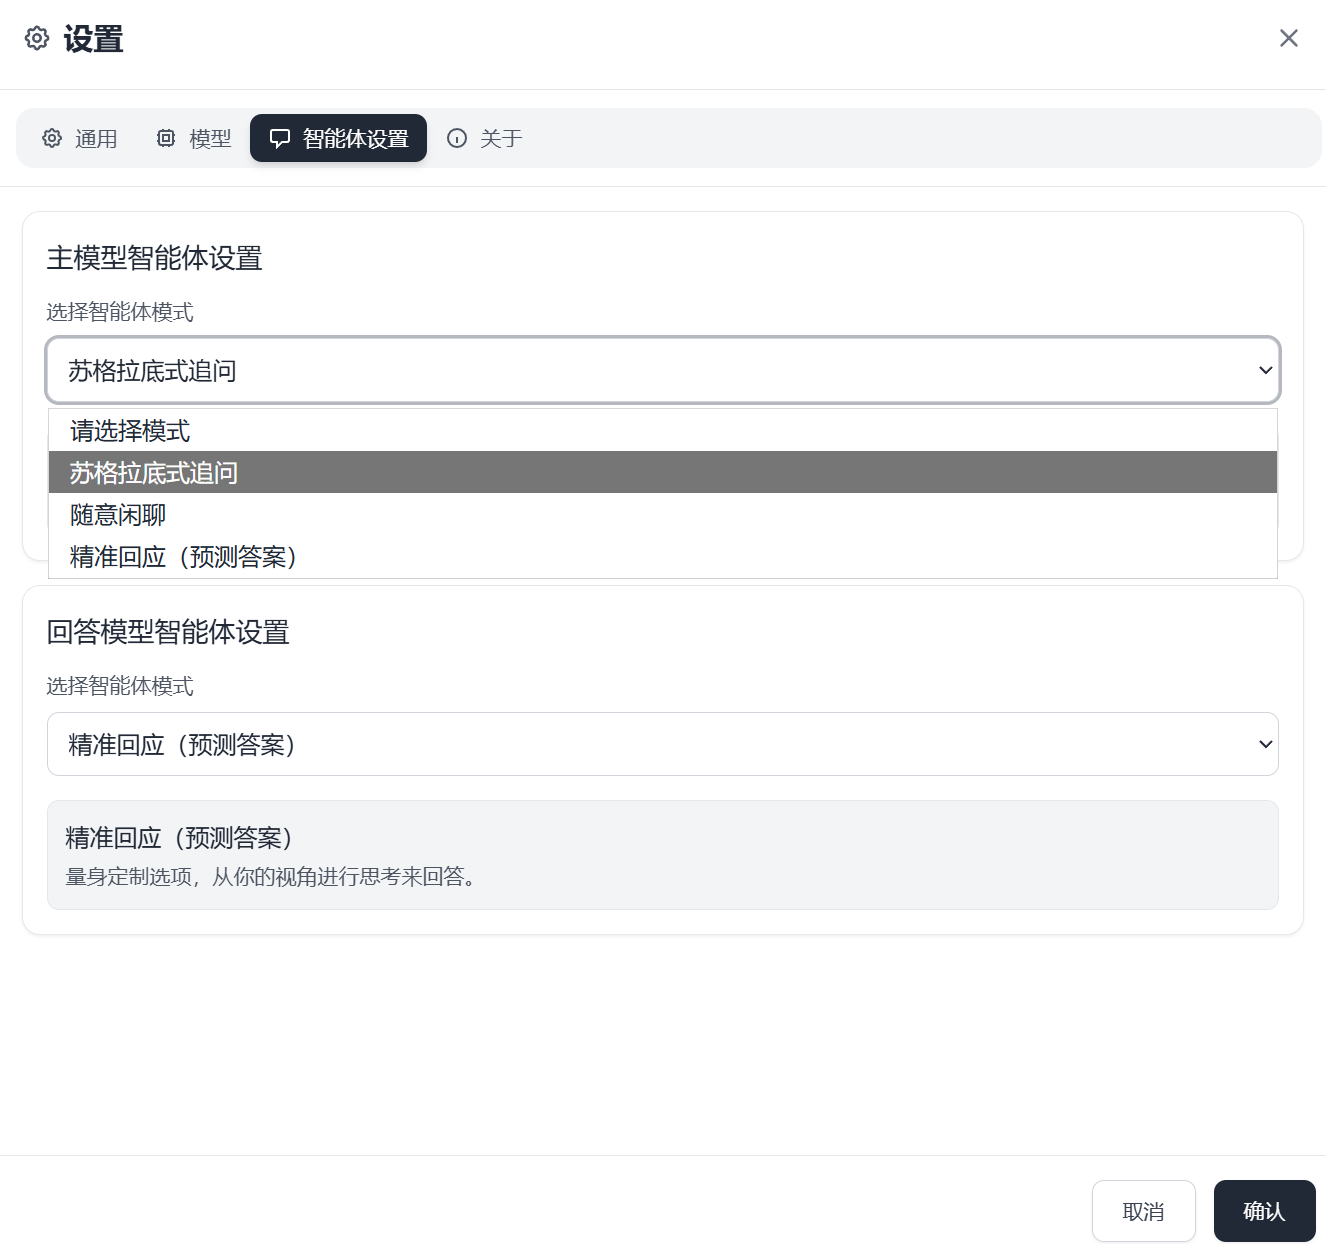 设置
通用 模型 智能体设置 关于
主模型智能体设置
选择智能体模式
苏格拉底式追问
请选择模式
苏格拉底式追问
随意闲聊
精准回应（预测答案）
回答模型智能体设置
选择智能体模式
精准回应（预测答案）
精准回应（预测答案）
量身定制选项，从你的视角进行思考来回答。
取消 确认